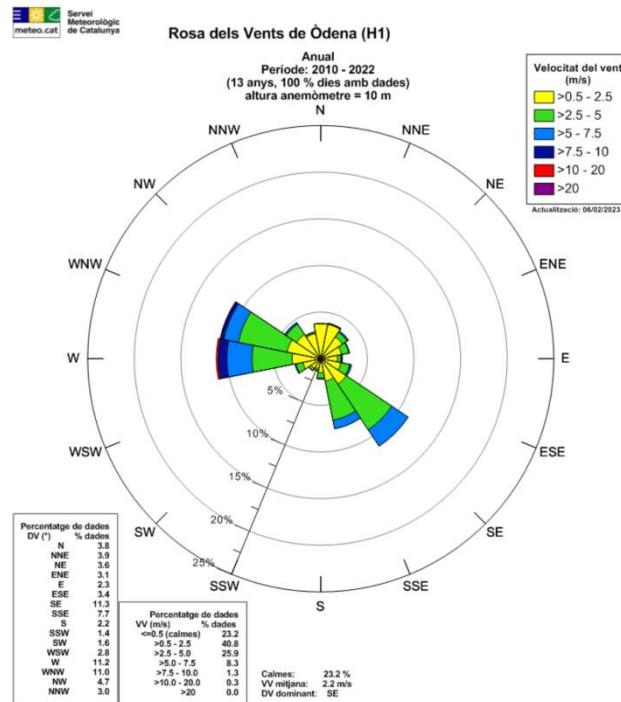 meteo.cat
Servei
Meteorològic
de Catalunya
Rosa dels Vents de Òdena (H1)
Anual
Període: 2010 - 2022
(13 anys, 100 % dies amb dades)
altura anemòmetre = 10 m
Velocitat del vent
(m/s)
>0.5 - 2.5
>2.5 - 5
>5 - 7.5
>7.5 - 10
>10 - 20
>20
Actualització: 06/02/2023
N
NNE
NE
ENE
E
ESE
SE
SSE
S
SSW
SW
WSW
W
WNW
NW
NNW
5%
10%
15%
20%
25%
Percentatge de dades
DV (°) % dades
N 3.8
NNE 3.9
NE 3.6
ENE 3.1
E 2.3
ESE 3.4
SE 11.3
SSE 7.7
S 2.2
SSW 1.4
SW 1.6
WSW 2.8
W 11.2
WNW 11.0
NW 4.7
NNW 3.0
Percentatge de dades
VV (m/s) % dades
<=0.5 (calmes) 23.2
>0.5 - 2.5 40.8
>2.5 - 5.0 25.9
>5.0 - 7.5 8.3
>7.5 - 10.0 1.3
>10.0 - 20.0 0.3
>20 0.0
Calmes: 23.2 %
VV mitjana: 2.2 m/s
DV dominant: SE